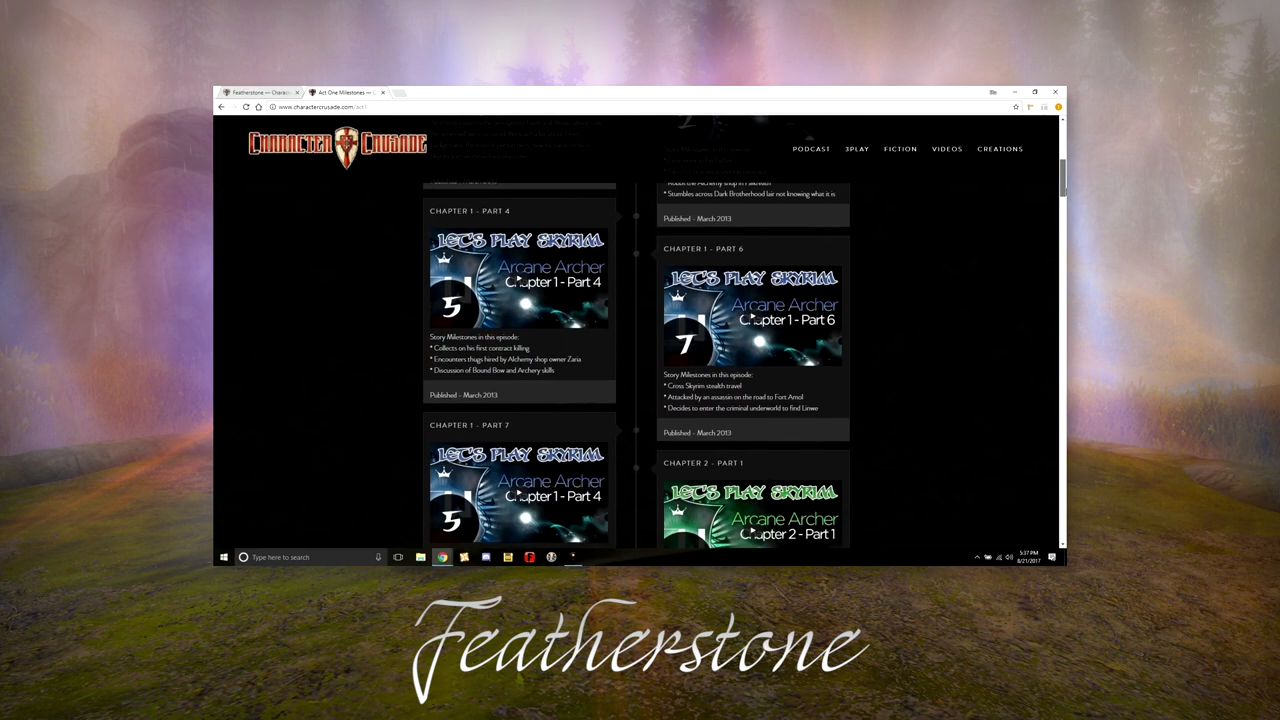 Featherstone — Charac
Act One Milestones — C
www.charactercrusade.com/act1
CHARACTER CRUSADE
PODCAST 3PLAY FICTION VIDEOS CREATIONS
CHAPTER 1 - PART 4
LET'S PLAY SKYRIM
Arcane Archer
Chapter 1 - Part 4
5
Story Milestones in this episode:
* Collects on his first contract killing
* Encounters thugs hired by Alchemy shop owner Zaria
* Discussion of Bound Bow and Archery skills
Published - March 2013
CHAPTER 1 - PART 7
LET'S PLAY SKYRIM
Arcane Archer
Chapter 1 - Part 4
5
* Stumbles across Dark Brotherhood lair not knowing what it is
Published - March 2013
CHAPTER 1 - PART 6
LET'S PLAY SKYRIM
Arcane Archer
Chapter 1 - Part 6
7
Story Milestones in this episode:
* Cross Skyrim stealth travel
* Attacked by an assassin on the road to Fort Amol
* Decides to enter the criminal underworld to find Linwe
Published - March 2013
CHAPTER 2 - PART 1
LET'S PLAY SKYRIM
Arcane Archer
Chapter 2 - Part 1
Type here to search
5:37 PM
8/21/2017
Featherstone